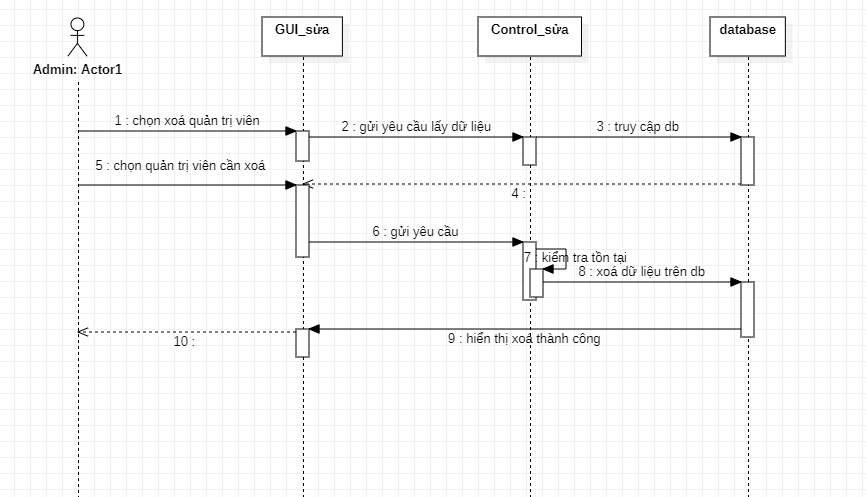 GUI_sửa
Control_sửa
database
Admin: Actor1
1 : chọn xoá quản trị viên
2 : gửi yêu cầu lấy dữ liệu
3 : truy cập db
5 : chọn quản trị viên cần xoá
4 :
6 : gửi yêu cầu
7 : kiểm tra tồn tại
8 : xoá dữ liệu trên db
9 : hiển thị xoá thành công
10 :